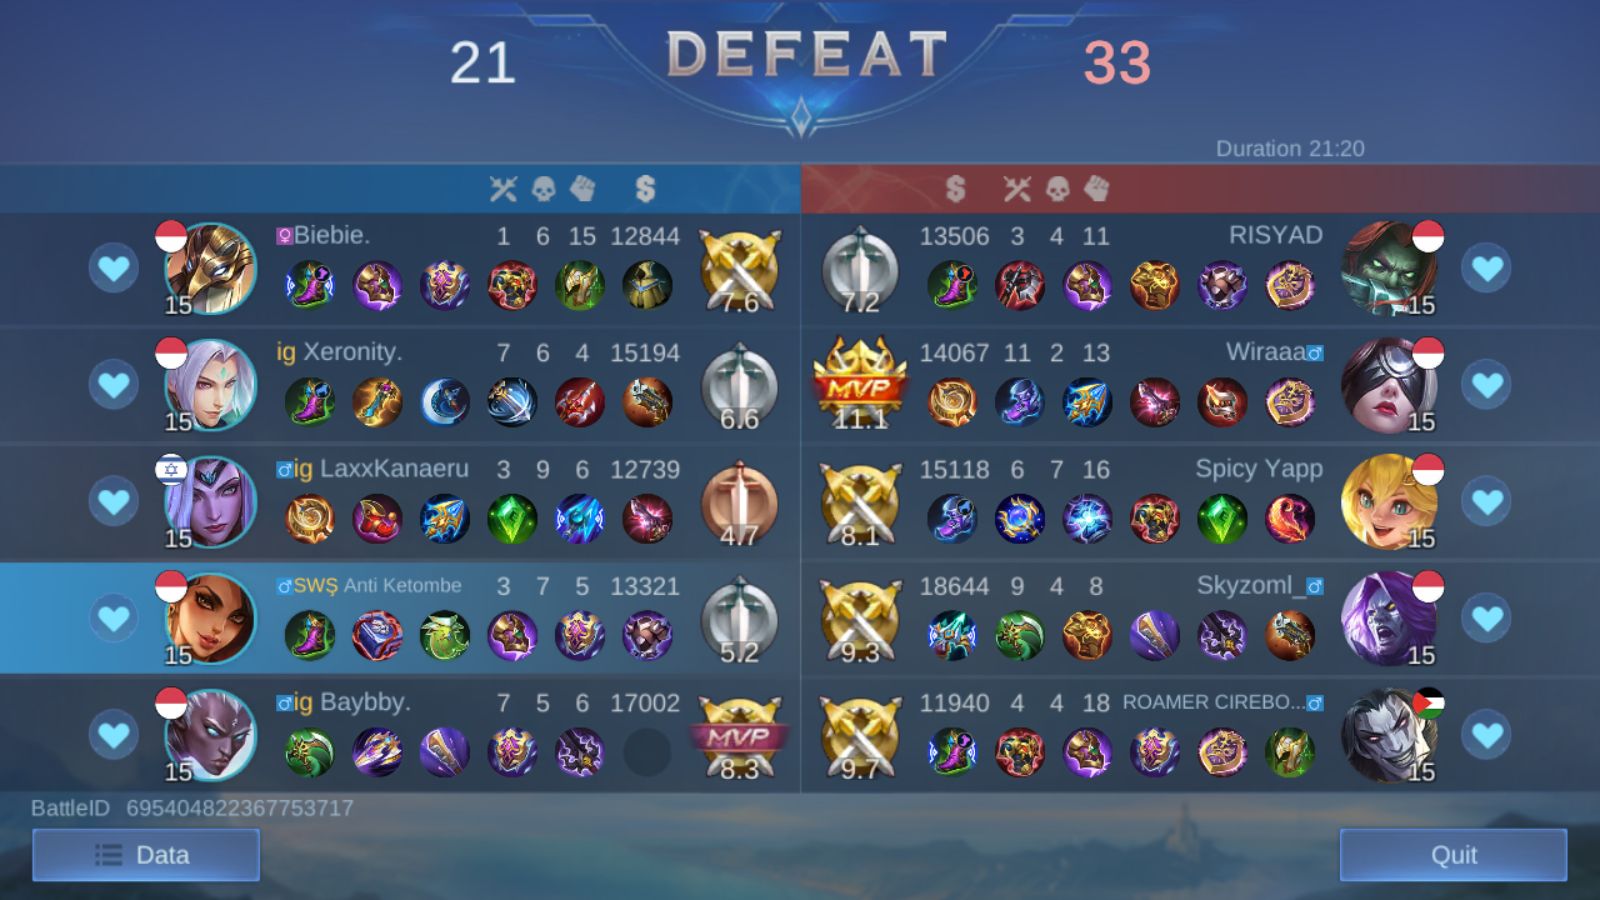 21 DEFEAT 33
Duration 21:20
Biebie. 1 6 15 12844
15 7.6
7.2 13506 3 4 11 RISYAD
15
ig Xeronity. 7 6 4 15194
15 6.6
MVP 11.1 14067 11 2 13 Wiraaa
15
ig LaxxKanaeru 3 9 6 12739
15 4.7
8.1 15118 6 7 16 Spicy Yapp
15
SWŞ Anti Ketombe 3 7 5 13321
15 5.2
9.3 18644 9 4 8 Skyzoml_
15
ig Baybby. 7 5 6 17002
15 MVP 8.3
9.7 11940 4 4 18 ROAMER CIREBO...
15
BattleID 695404822367753717
Data
Quit